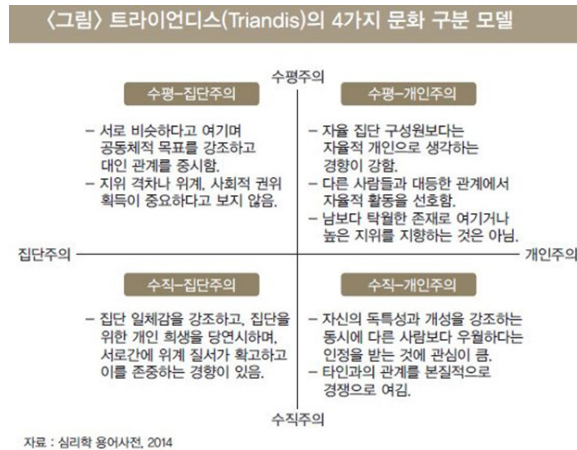 〈그림〉 트라이언디스(Triandis)의 4가지 문화 구분 모델
수평주의
수평-집단주의
- 서로 비슷하다고 여기며
공동체적 목표를 강조하고
대인 관계를 중시함.
- 지위 격차나 위계, 사회적 권위
획득이 중요하다고 보지 않음.
수평-개인주의
- 자율 집단 구성원보다는
자율적 개인으로 생각하는
경향이 강함.
- 다른 사람들과 대등한 관계에서
자율적 활동을 선호함.
- 남보다 탁월한 존재로 여기거나
높은 지위를 지향하는 것은 아님.
집단주의
개인주의
수직-집단주의
- 집단 일체감을 강조하고, 집단을
위한 개인 희생을 당연시하며,
서로간에 위계 질서가 확고하고
이를 존중하는 경향이 있음.
수직-개인주의
- 자신의 독특성과 개성을 강조하는
동시에 다른 사람보다 우월하다는
인정을 받는 것에 관심이 큼.
- 타인과의 관계를 본질적으로
경쟁으로 여김.
수직주의
자료 : 심리학 용어사전, 2014